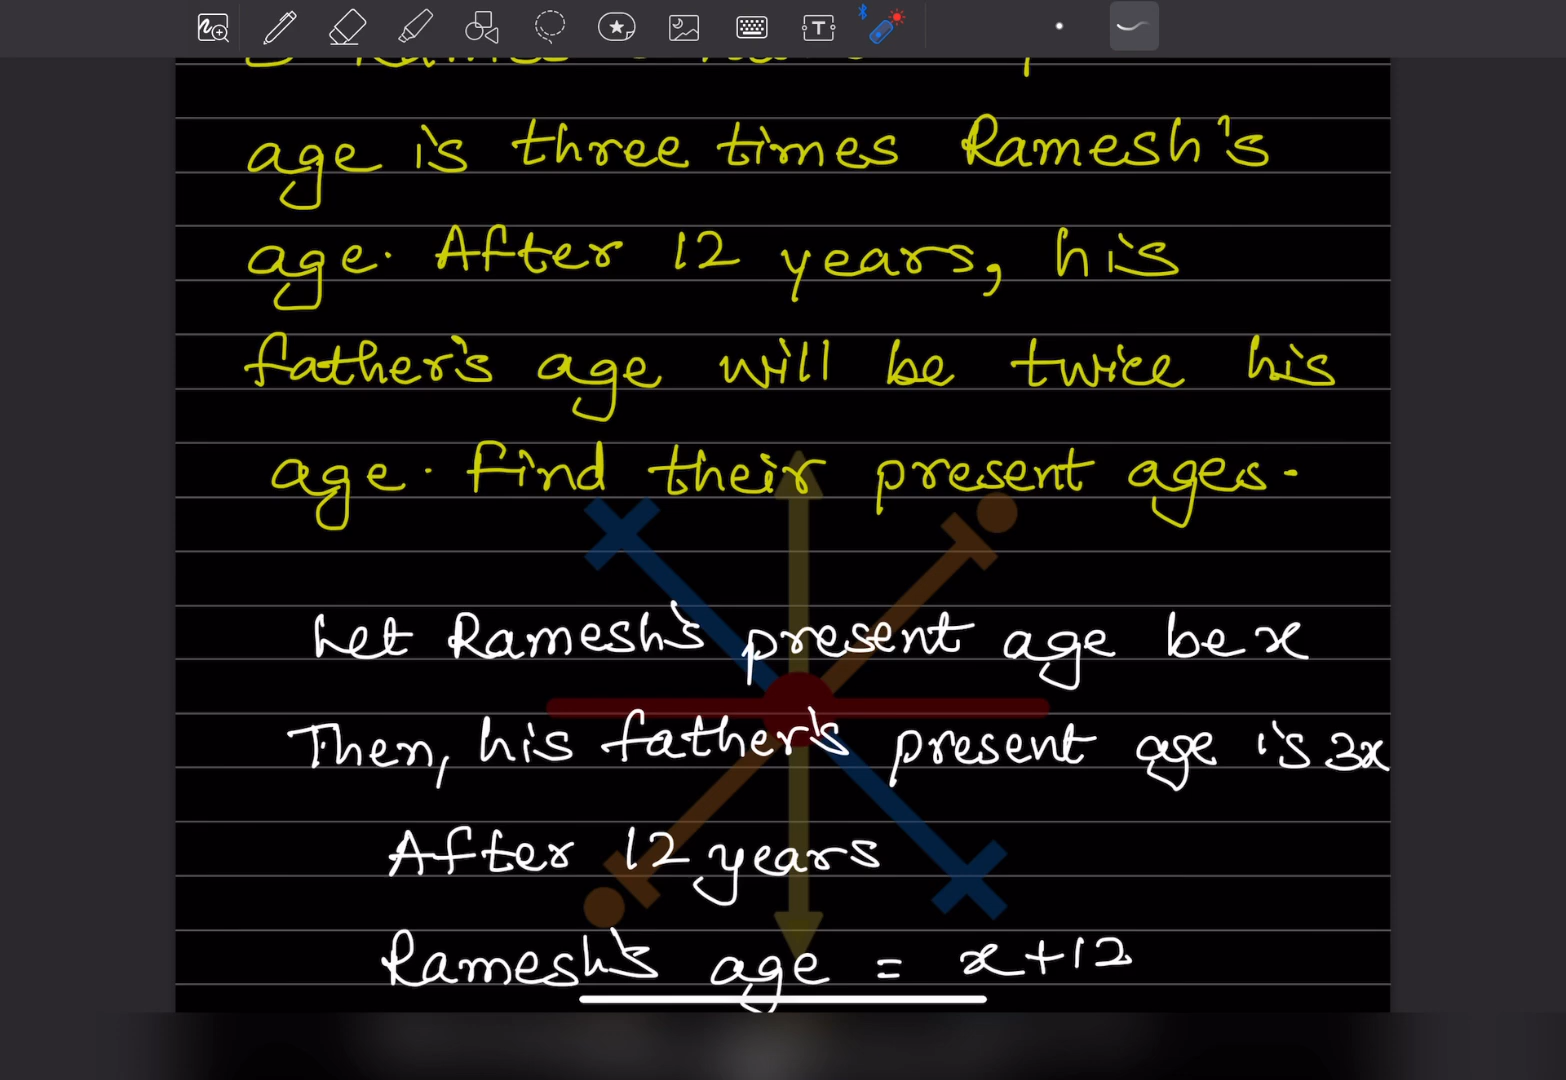 age is three times Ramesh's
age. After 12 years, his
father's age will be twice his
age. Find their present ages.
Let Ramesh's present age be x
Then, his father's present age is 3x
After 12 years
Ramesh's age = x+12